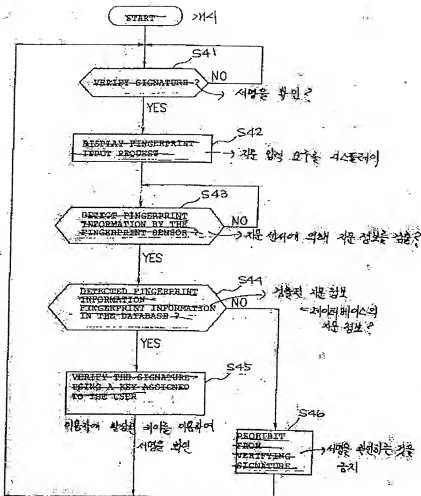 START 개시
S41
VERIFY SIGNATURE ? NO
서명을 확인?
YES
S42
DISPLAY FINGERPRINT
INPUT REQUEST
지문 입력 요구를 디스플레이
S43
DETECT FINGERPRINT
INFORMATION BY THE
FINGERPRINT SENSOR ?
NO
지문 센서에 의해 지문 정보를 검출?
YES
S44
DETECTED FINGERPRINT
INFORMATION
FINGERPRINT INFORMATION
IN THE DATABASE ?
NO
검출된 지문 정보
= 데이터베이스의
지문 정보?
YES
S45
VERIFY THE SIGNATURE
USING A KEY ASSIGNED
TO THE USER
할당된 키이를 이용하여
서명을 확인
S46
PROHIBIT
FROM
VERIFYING
SIGNATURE
서명을 확인하는 것을
금지